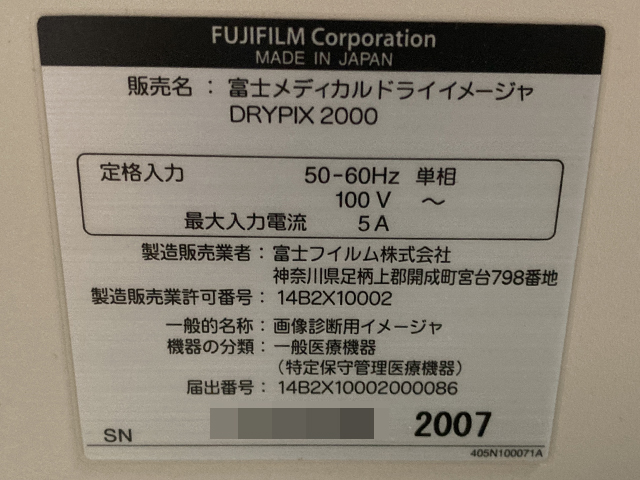 FUJIFILM Corporation
MADE IN JAPAN
販売名 : 富士メディカルドライイメージャ
DRYPIX 2000
定格入力 50-60Hz 単相
100 V ～
最大入力電流 5 A
製造販売業者 : 富士フイルム株式会社
神奈川県足柄上郡開成町宮台798番地
製造販売業許可番号 : 14B2X10002
一般的名称 : 画像診断用イメージャ
機器の分類 : 一般医療機器
（特定保守管理医療機器）
届出番号 : 14B2X10002000086
SN 2007
405N100071A